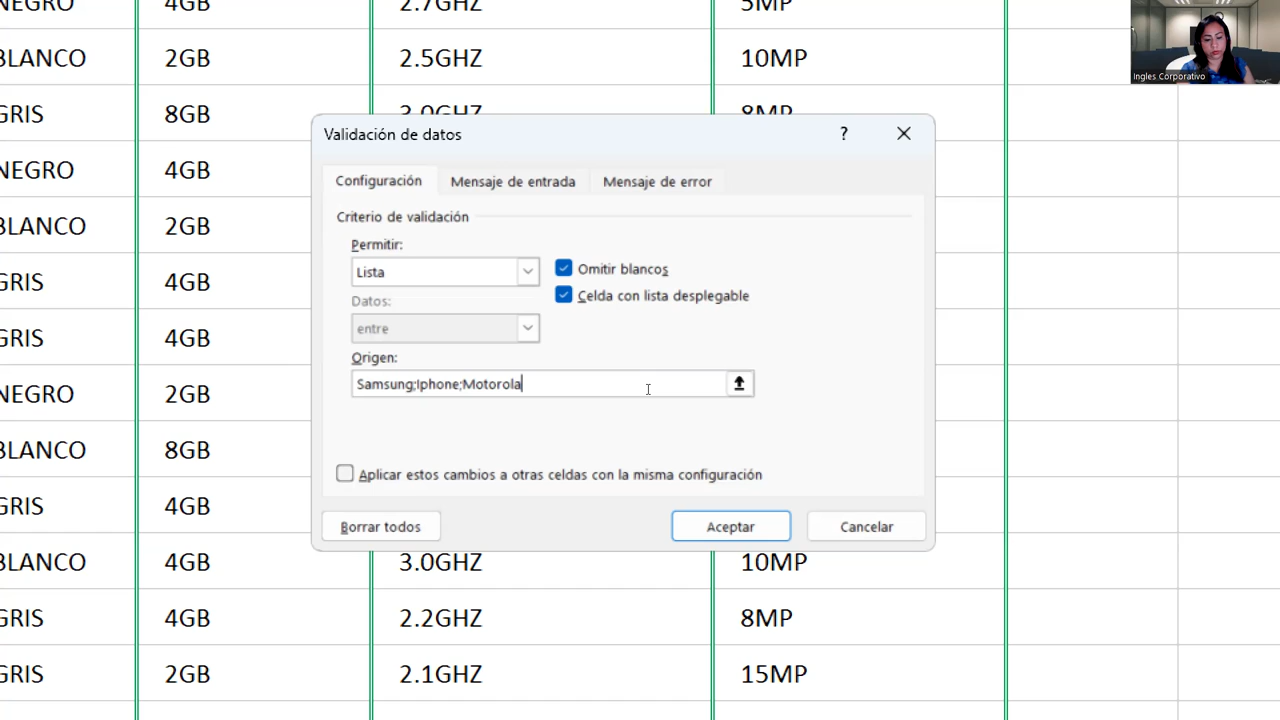 NEGRO 4GB 2.7GHZ 5MP
BLANCO 2GB 2.5GHZ 10MP
Ingles Corporativo
GRIS 8GB 3.0GHZ 8MP
Validación de datos ?
NEGRO 4GB
Configuración Mensaje de entrada Mensaje de error
Criterio de validación
BLANCO 2GB
Permitir:
Lista Omitir blancos
GRIS 4GB
Datos: Celda con lista desplegable
entre
GRIS 4GB
Origen:
Samsung;Iphone;Motorola
NEGRO 2GB
BLANCO 8GB
Aplicar estos cambios a otras celdas con la misma configuración
GRIS 4GB
Borrar todos Aceptar Cancelar
BLANCO 4GB 3.0GHZ 10MP
GRIS 4GB 2.2GHZ 8MP
GRIS 2GB 2.1GHZ 15MP